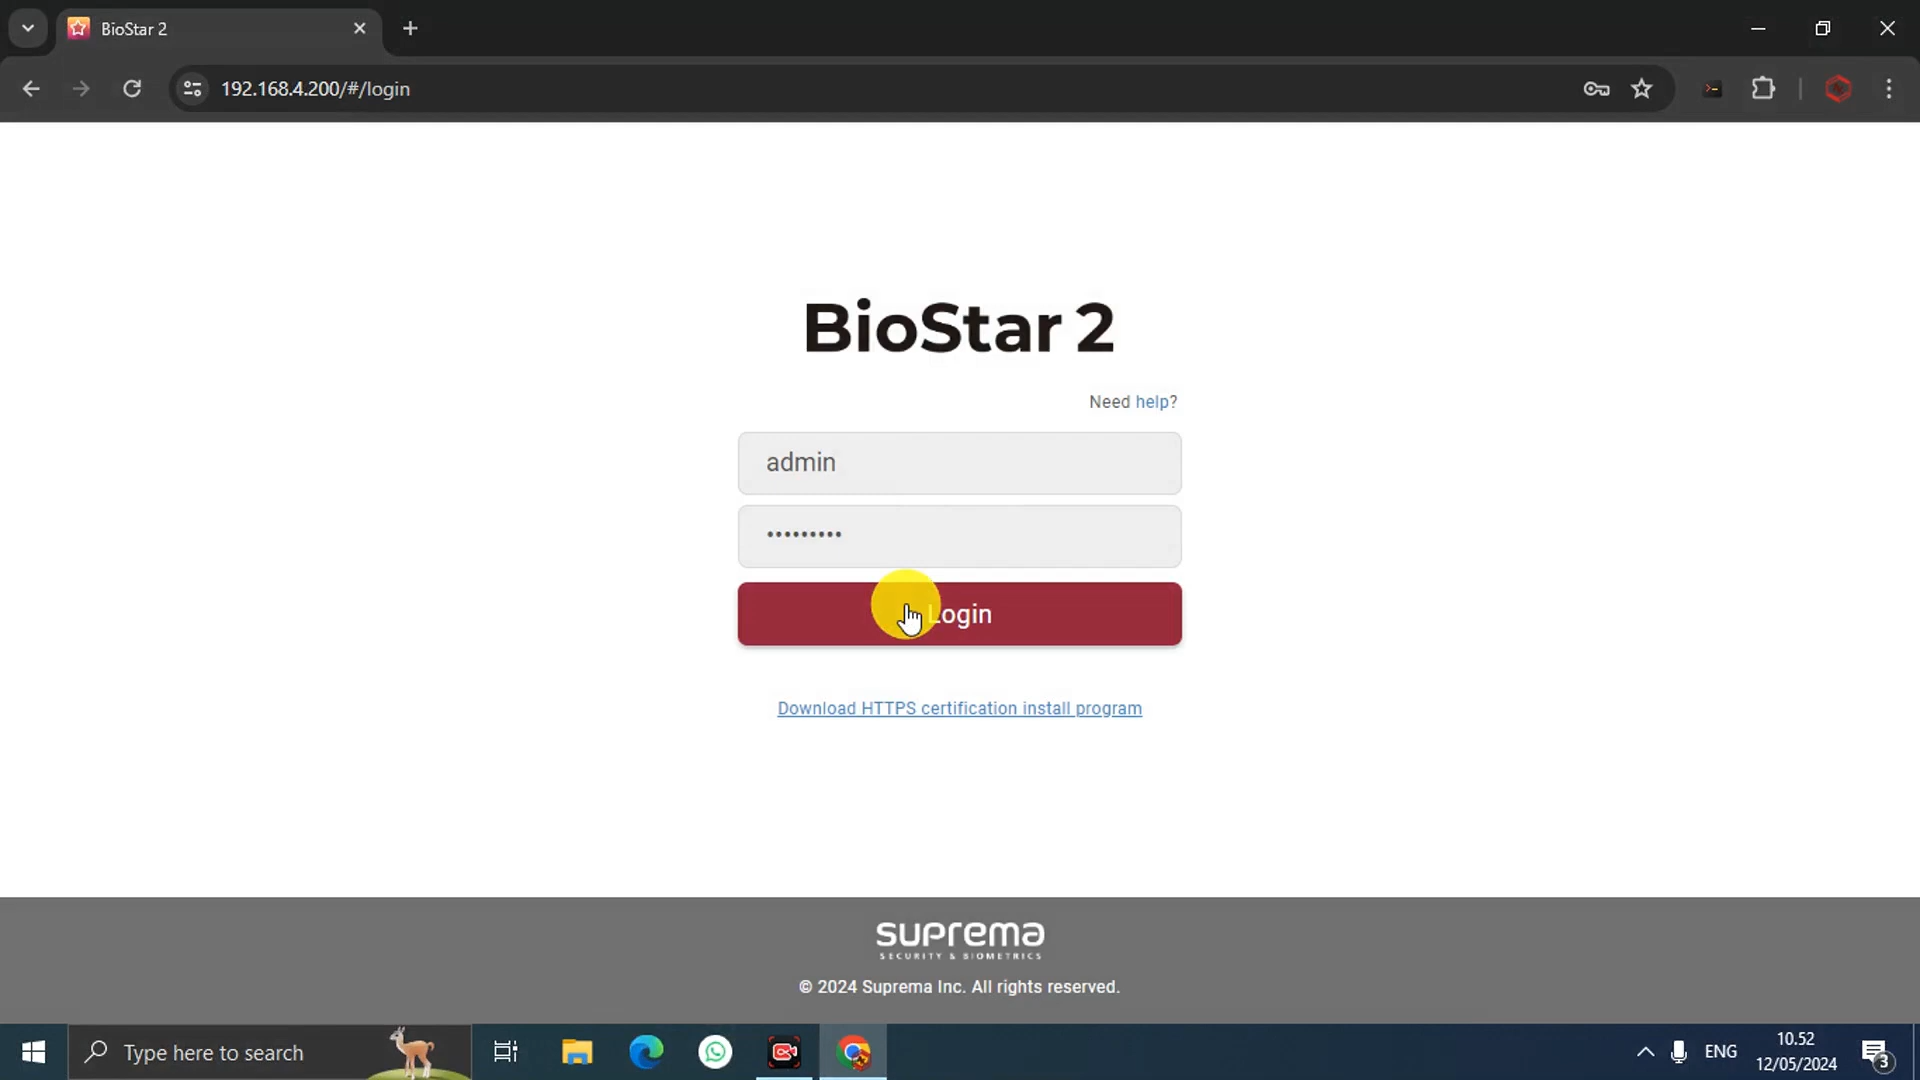 BioStar 2
192.168.4.200/#/login
BioStar 2
Need help?
admin
•••••••••
Login
Download HTTPS certification install program
suprema
SECURITY & BIOMETRICS
© 2024 Suprema Inc. All rights reserved.
Type here to search
ENG
10.52
12/05/2024
3